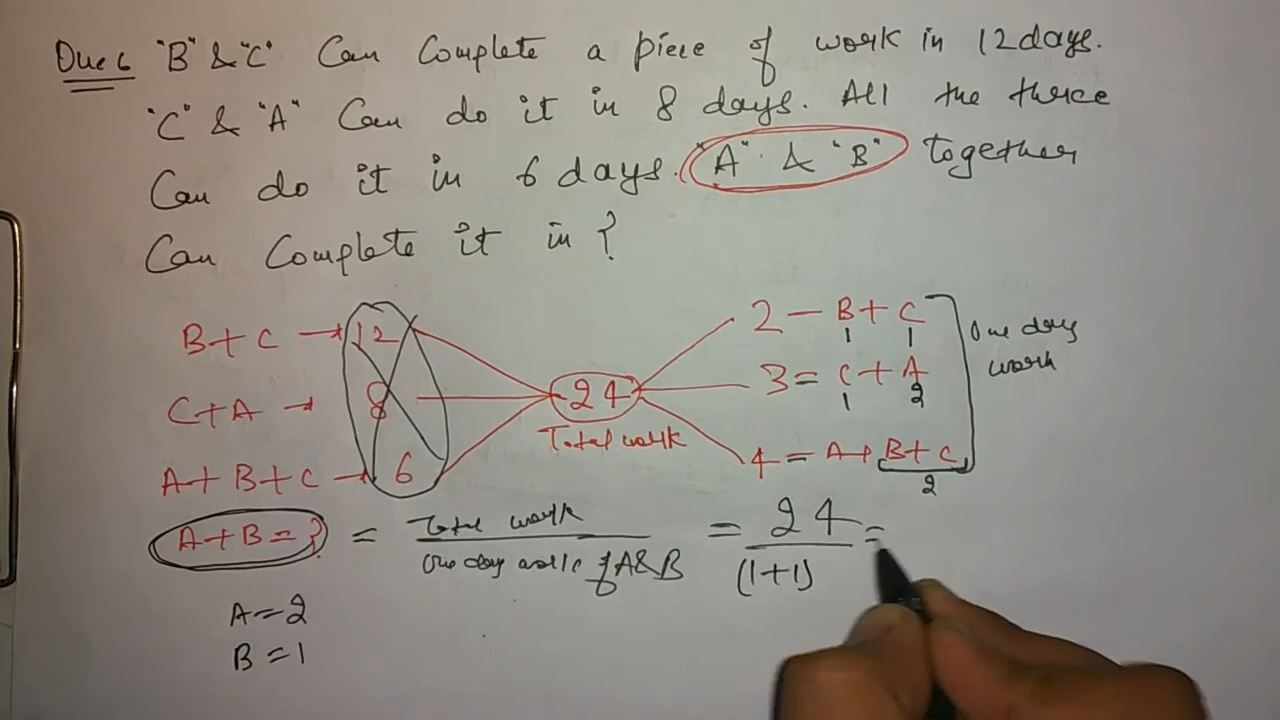 Que 6 "B" & "C" Can Complete a piece of work in 12 days.
"C" & "A" Can do it in 8 days. All the three
Can do it in 6 days. "A" & "B" together
Can Complete it in ?
B+C → 12
C+A → 8
A+B+C → 6
24
Total work
2 — B+C
1 1
3 = C+A
1 2
4 = A+B+C
2
One day
work
A+B=? = Total work / One day work of A&B = 24 / (1+1) =
A=2
B=1